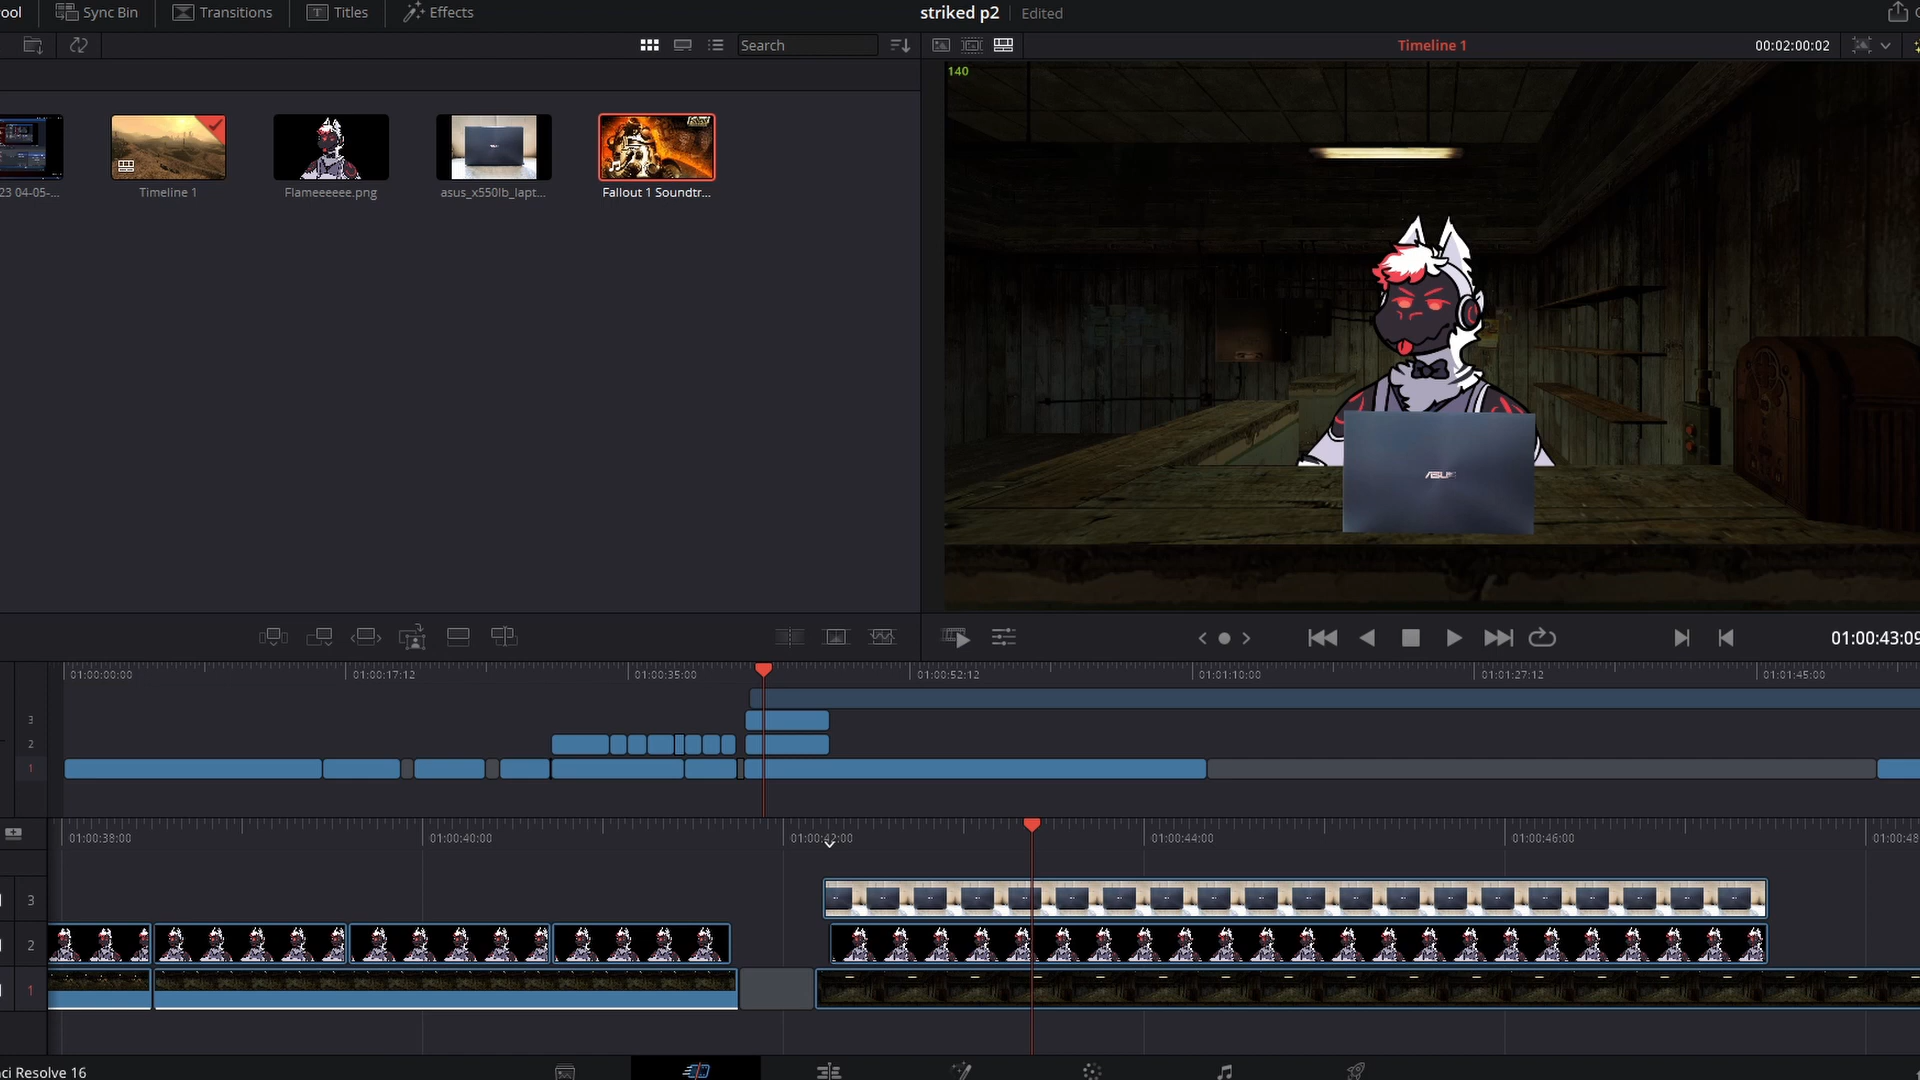 ool Sync Bin Transitions Titles Effects striked p2 Edited
Search Timeline 1 00:02:00:02
140
23 04-05-... Timeline 1 Flameeeeee.png asus_x550lb_lapt... Fallout 1 Soundtr...
ASUS
01:00:43:09
01:00:00:00 01:00:17:12 01:00:35:00 01:00:52:12 01:01:10:00 01:01:27:12 01:01:45:00
3
2
1
01:00:38:00 01:00:40:00 01:00:42:00 01:00:44:00 01:00:46:00 01:00:48
3
2
1
ci Resolve 16